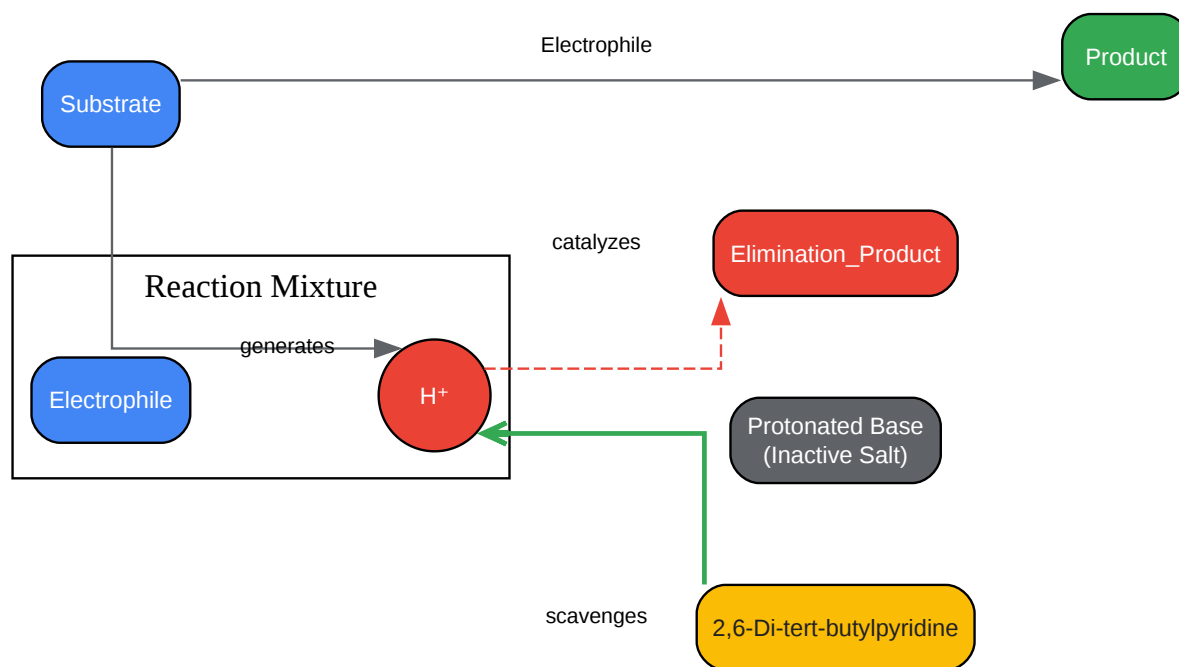 Electrophile
Product
Substrate
catalyzes
Elimination_Product
Reaction Mixture
generates
Electrophile
H⁺
Protonated Base
(Inactive Salt)
scavenges
2,6-Di-tert-butylpyridine